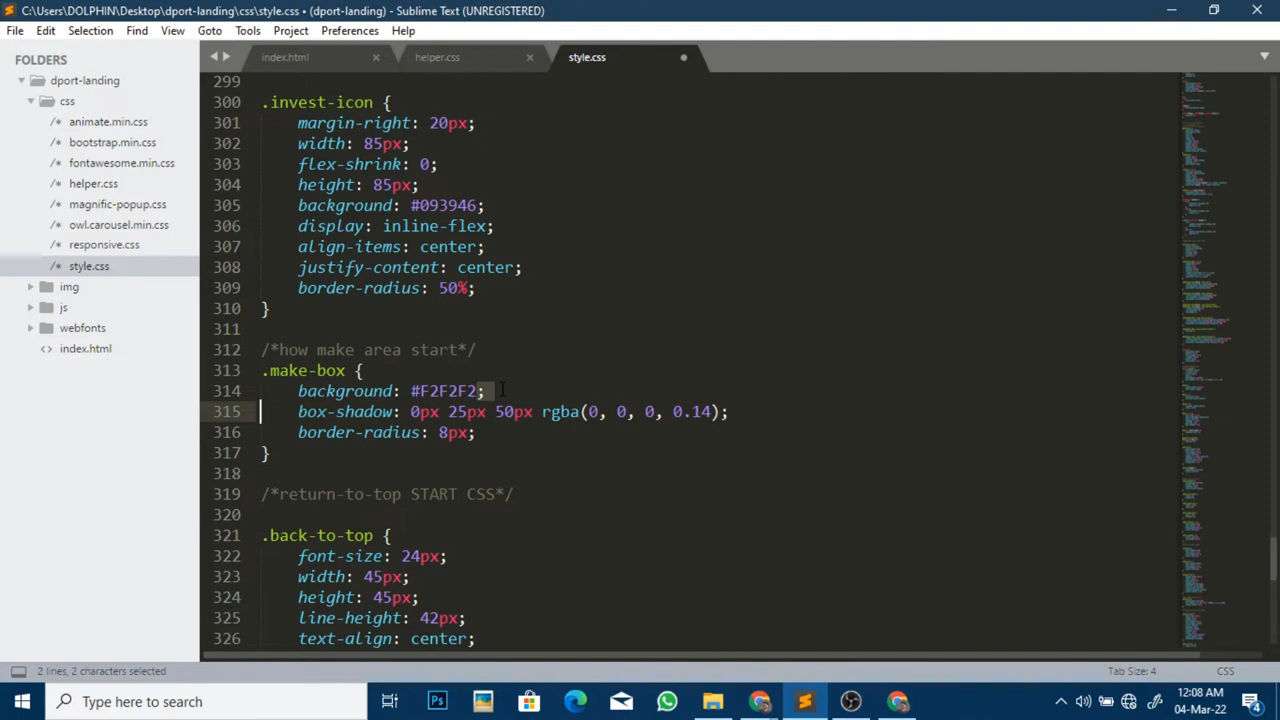 C:\Users\DOLPHIN\Desktop\dport-landing\css\style.css • (dport-landing) - Sublime Text (UNREGISTERED)
File Edit Selection Find View Goto Tools Project Preferences Help
FOLDERS
dport-landing
css
/* animate.min.css
/* bootstrap.min.css
/* fontawesome.min.css
/* helper.css
/* magnific-popup.css
/* owl.carousel.min.css
/* responsive.css
/* style.css
img
js
webfonts
<> index.html
index.html × helper.css × style.css
299
300 .invest-icon {
301 margin-right: 20px;
302 width: 85px;
303 flex-shrink: 0;
304 height: 85px;
305 background: #093946;
306 display: inline-flex;
307 align-items: center;
308 justify-content: center;
309 border-radius: 50%;
310 }
311
312 /*how make area start*/
313 .make-box {
314 background: #F2F2F2;
315 box-shadow: 0px 25px 50px rgba(0, 0, 0, 0.14);
316 border-radius: 8px;
317 }
318
319 /*return-to-top START CSS*/
320
321 .back-to-top {
322 font-size: 24px;
323 width: 45px;
324 height: 45px;
325 line-height: 42px;
326 text-align: center;
2 lines, 2 characters selected Tab Size: 4 CSS
Type here to search
Ps
12:08 AM
04-Mar-22
4